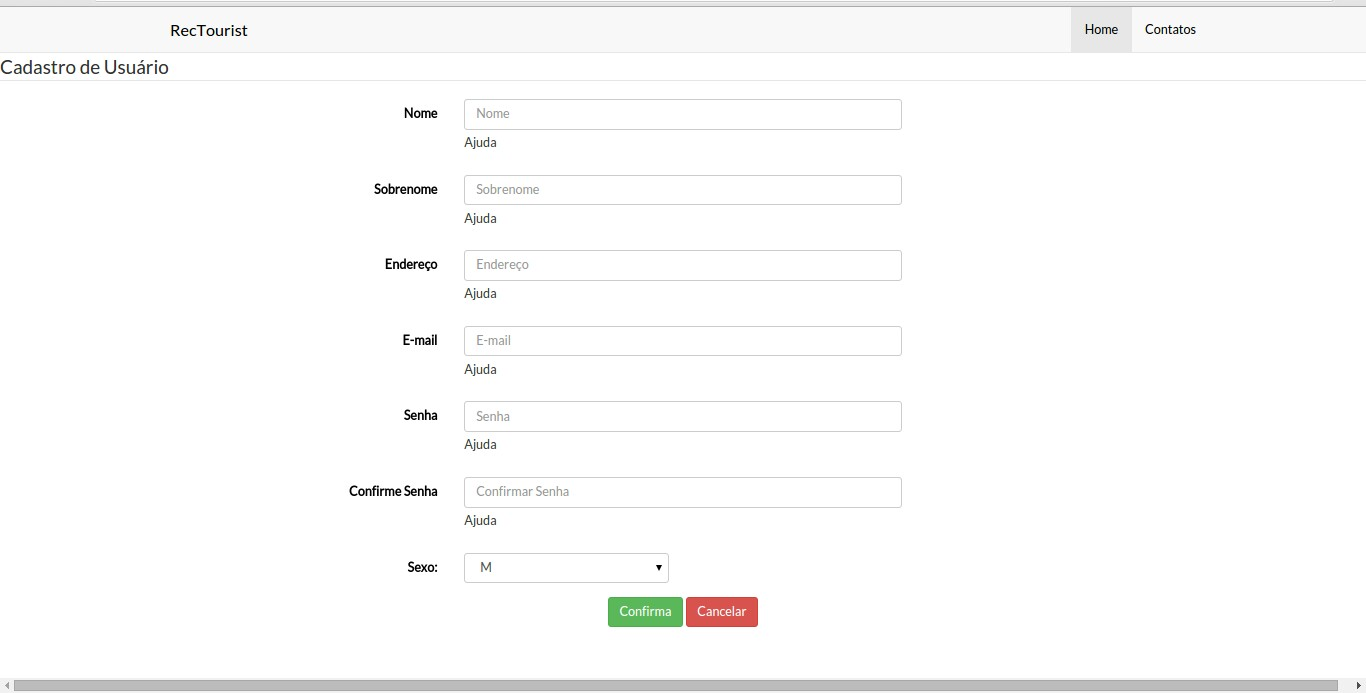 RecTourist Home Contatos
Cadastro de Usuário
Nome Nome
Ajuda
Sobrenome Sobrenome
Ajuda
Endereço Endereço
Ajuda
E-mail E-mail
Ajuda
Senha Senha
Ajuda
Confirme Senha Confirmar Senha
Ajuda
Sexo: M
Confirma Cancelar